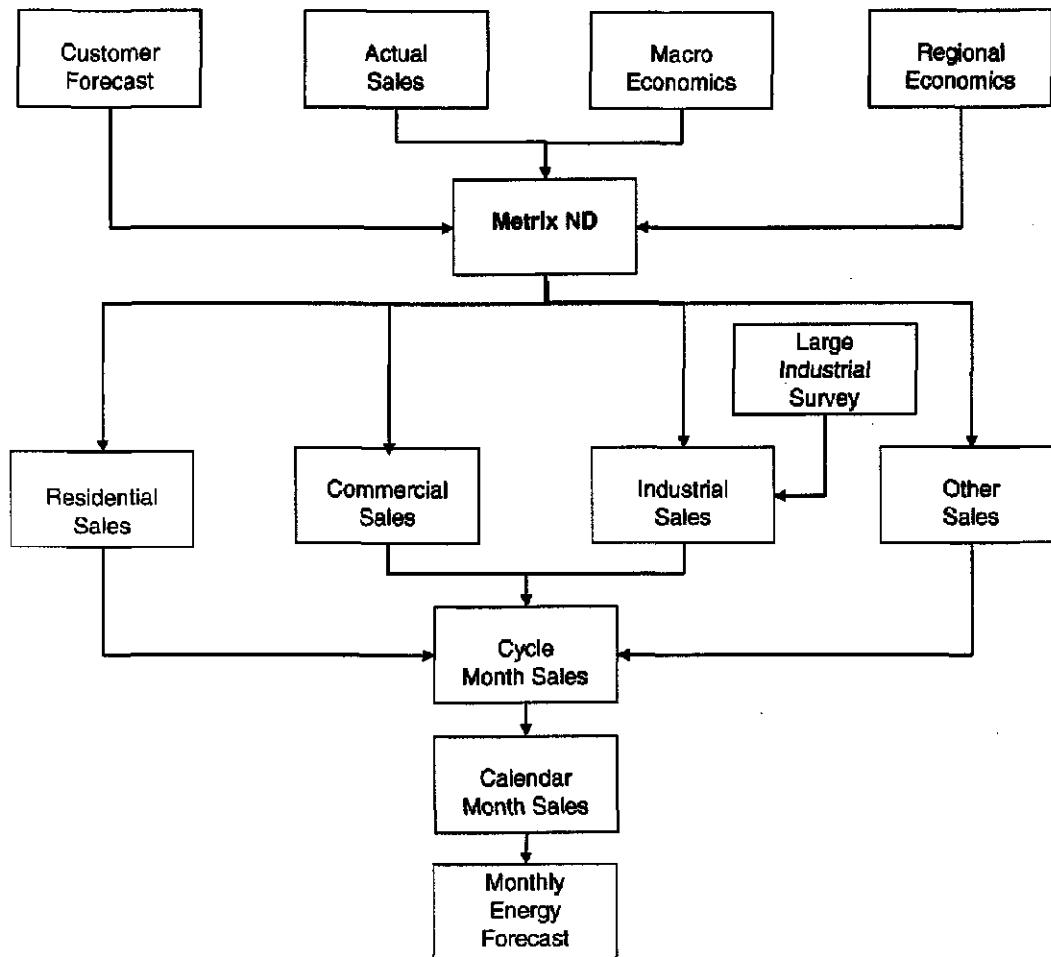 Customer
Forecast
Actual
Sales
Macro
Economics
Regional
Economics
Metrix ND
Large
Industrial
Survey
Residential
Sales
Commercial
Sales
Industrial
Sales
Other
Sales
Cycle
Month Sales
Calendar
Month Sales
Monthly
Energy
Forecast